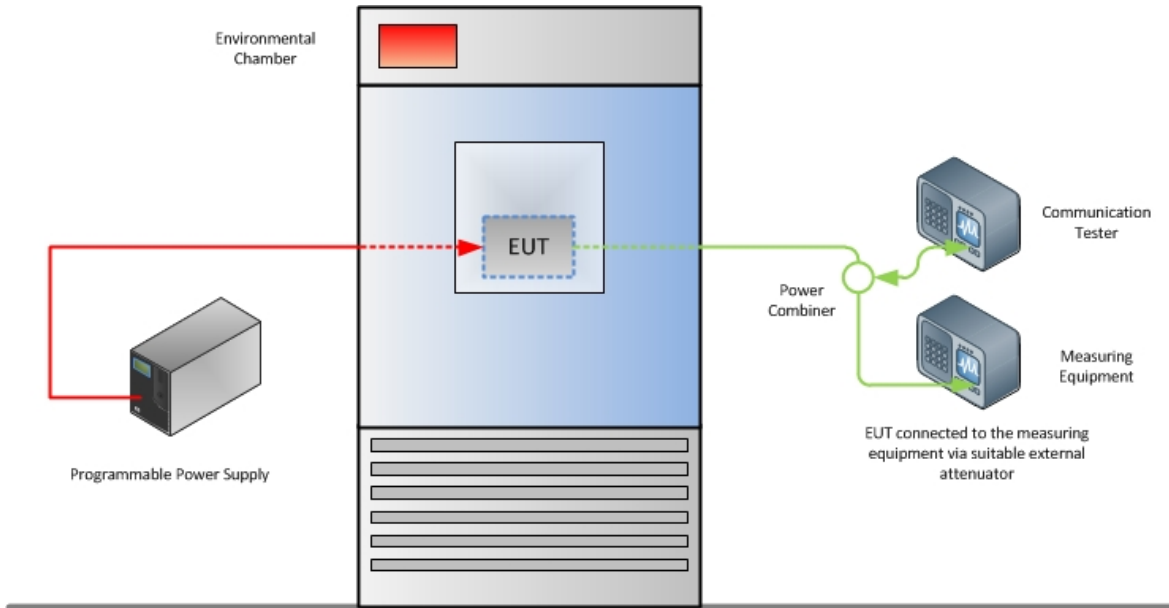 Environmental
Chamber
EUT
Communication
Tester
Power
Combiner
Measuring
Equipment
EUT connected to the measuring
equipment via suitable external
attenuator
Programmable Power Supply